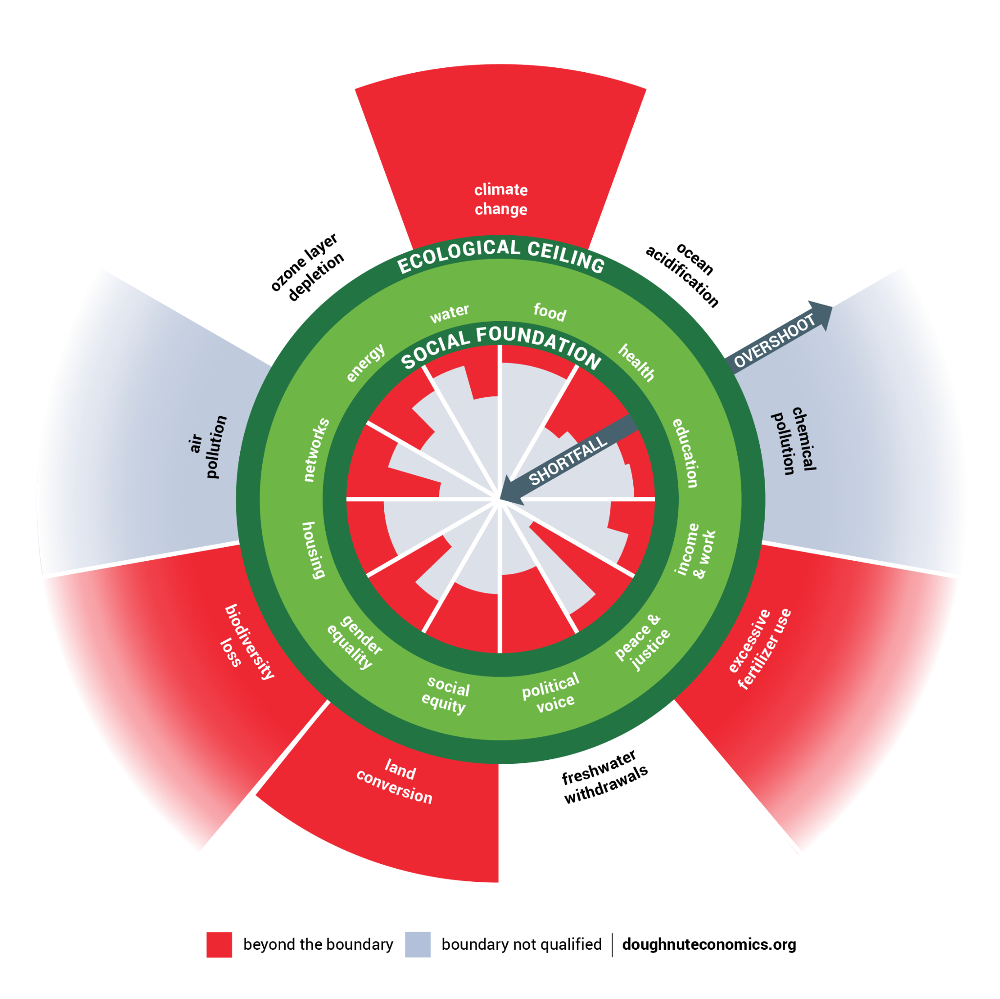 climate
change
ozone layer
depletion
ocean
acidification
ECOLOGICAL CEILING
water
food
SOCIAL FOUNDATION
energy
health
OVERSHOOT
networks
education
air
pollution
chemical
pollution
SHORTFALL
housing
income
& work
biodiversity
loss
gender
equality
peace &
justice
excessive
fertilizer use
social
equity
political
voice
land
conversion
freshwater
withdrawals
beyond the boundary
boundary not qualified
doughnuteconomics.org